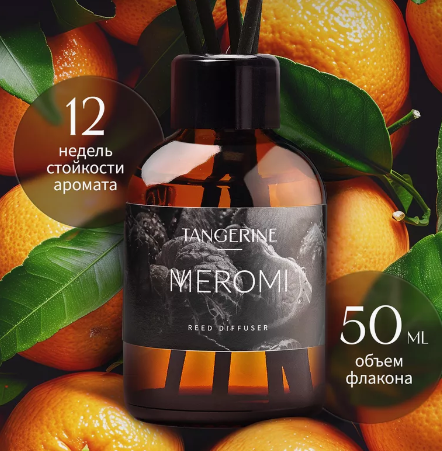 12
недель
стойкости
аромата
TANGERINE
MEROMI
REED DIFFUSER
50 ML
объем
флакона